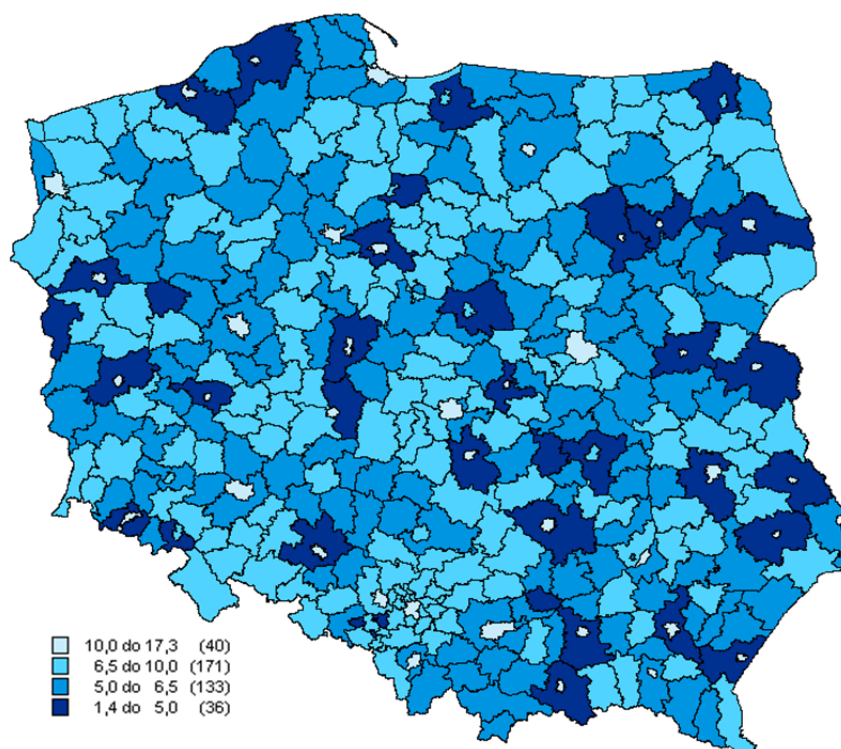 10,0 do 17,3 (40)
6,5 do 10,0 (171)
5,0 do 6,5 (133)
1,4 do 5,0 (36)